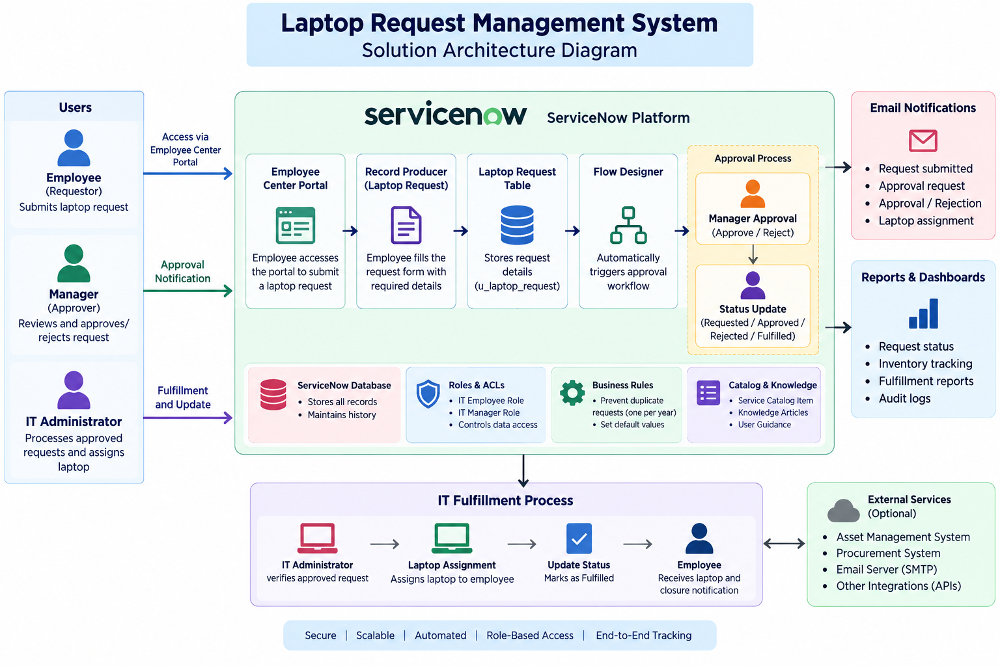 Laptop Request Management System
Solution Architecture Diagram
Users
Employee
(Requestor)
Submits laptop request
Manager
(Approver)
Reviews and approves/
rejects request
IT Administrator
Processes approved
requests and assigns
laptop
Access via
Employee Center
Portal
Approval
Notification
Fulfillment
and Update
servicenow
ServiceNow Platform
Employee
Center Portal
Employee accesses
the portal to submit
a laptop request
Record Producer
(Laptop Request)
Employee fills the
request form with
required details
Laptop Request
Table
Stores request
details
(u_laptop_request)
Flow Designer
Automatically
triggers approval
workflow
Approval Process
Manager Approval
(Approve / Reject)
Status Update
(Requested / Approved /
Rejected / Fulfilled)
ServiceNow Database
• Stores all records
• Maintains history
Roles & ACLs
• IT Employee Role
• IT Manager Role
• Controls data access
Business Rules
• Prevent duplicate
requests (one per year)
• Set default values
Catalog & Knowledge
• Service Catalog Item
• Knowledge Articles
• User Guidance
Email Notifications
• Request submitted
• Approval request
• Approval / Rejection
• Laptop assignment
Reports & Dashboards
• Request status
• Inventory tracking
• Fulfillment reports
• Audit logs
IT Fulfillment Process
IT Administrator
verifies approved request
Laptop Assignment
Assigns laptop to employee
Update Status
Marks as Fulfilled
Employee
Receives laptop and
closure notification
External Services
(Optional)
• Asset Management System
• Procurement System
• Email Server (SMTP)
• Other Integrations (APIs)
Secure | Scalable | Automated | Role-Based Access | End-to-End Tracking